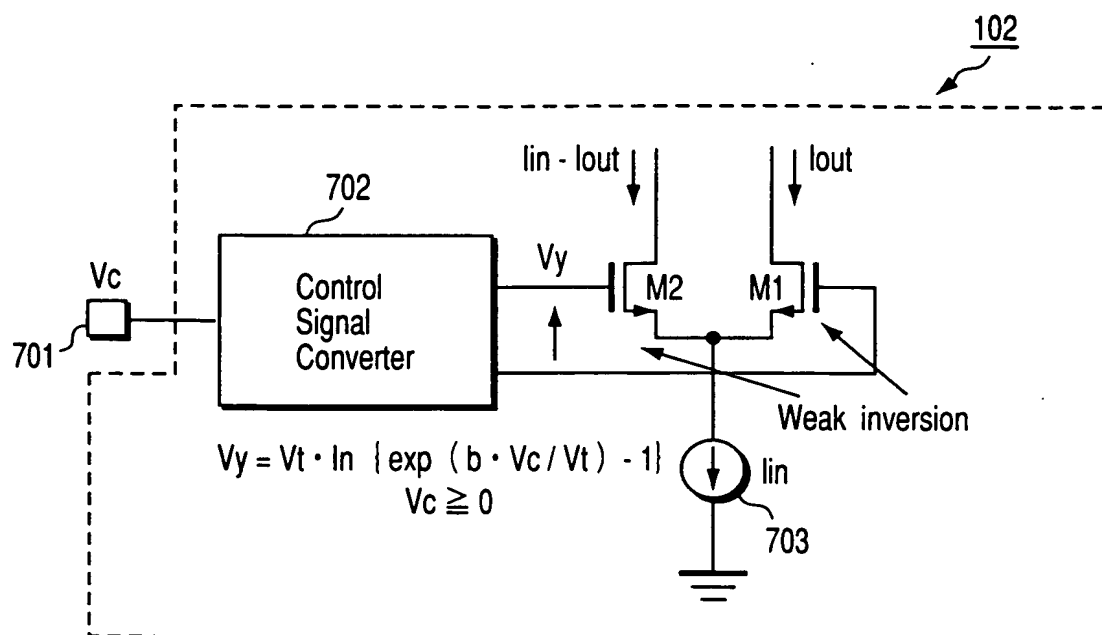 102
Iin - Iout
Iout
702
Vy
M2
M1
Vc
Control
Signal
Converter
701
Weak inversion
Vy = Vt · ln { exp ( b · Vc / Vt ) - 1 }
Vc ≧ 0
Iin
703